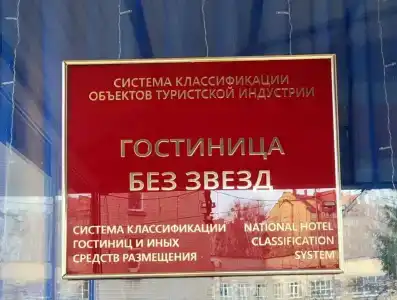 СИСТЕМА КЛАССИФИКАЦИИ
ОБЪЕКТОВ ТУРИСТСКОЙ ИНДУСТРИИ
ГОСТИНИЦА
БЕЗ ЗВЕЗД
СИСТЕМА КЛАССИФИКАЦИИ
ГОСТИНИЦ И ИНЫХ
СРЕДСТВ РАЗМЕЩЕНИЯ
NATIONAL HOTEL
CLASSIFICATION
SYSTEM